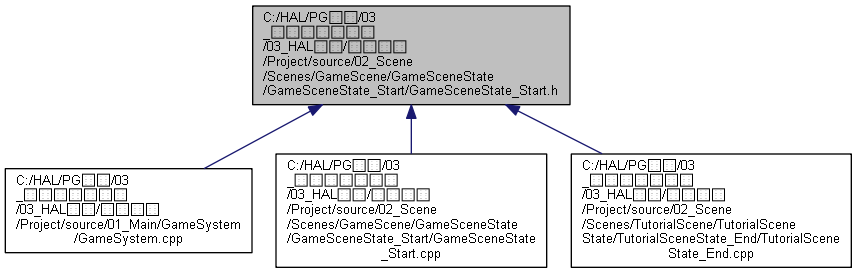 C:/HAL/PG□□/03
_□□□□□□□
/03_HAL□□/□□□□
/Project/source/02_Scene
/Scenes/GameScene/GameSceneState
/GameSceneState_Start/GameSceneState_Start.h
C:/HAL/PG□□/03
_□□□□□□□
/03_HAL□□/□□□□
/Project/source/01_Main/GameSystem
/GameSystem.cpp
C:/HAL/PG□□/03
_□□□□□□□
/03_HAL□□/□□□□
/Project/source/02_Scene
/Scenes/GameScene/GameSceneState
/GameSceneState_Start/GameSceneState
_Start.cpp
C:/HAL/PG□□/03
_□□□□□□□
/03_HAL□□/□□□□
/Project/source/02_Scene
/Scenes/TutorialScene/TutorialScene
State/TutorialSceneState_End/TutorialScene
State_End.cpp